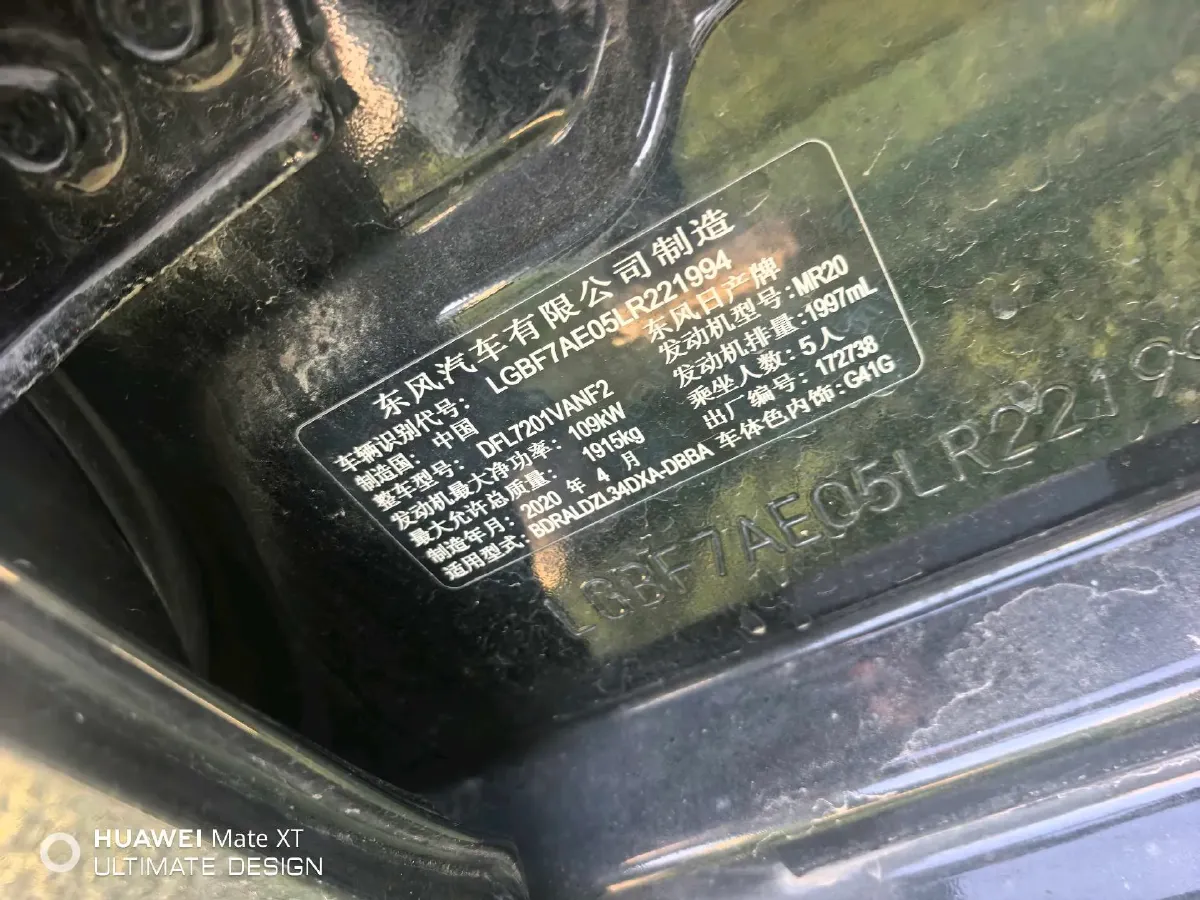 东风汽车有限公司制造
车辆识别代号: LGBF7AE05LR221994
制造国: 中国 东风日产牌
整车型号: DFL7201VANF2 发动机型号: MR20
发动机最大净功率: 109kW 发动机排量: 1997mL
最大允许总质量: 1915kg 乘坐人数: 5人
制造年月: 2020 年 4 月 出厂编号: 172738
适用型式: BDRALDZL34DXA-DBBA 车体色内饰: G41G
LGBF7AE05LR2219
HUAWEI Mate XT
ULTIMATE DESIGN